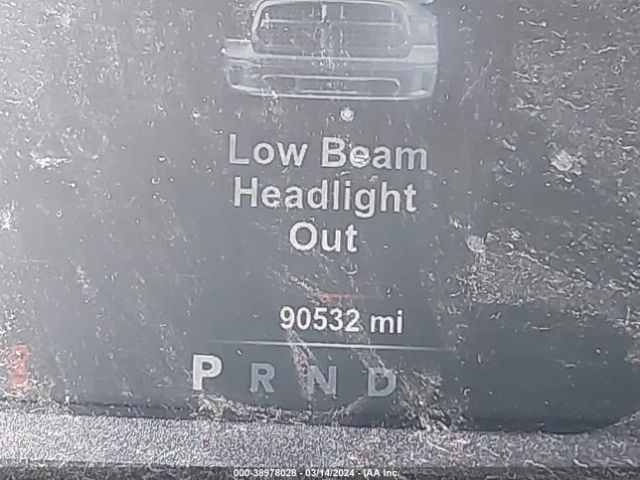 Low Beam
Headlight
Out
90532 mi
P R N D
000-38978028 - 03/14/2024 - IAA Inc.